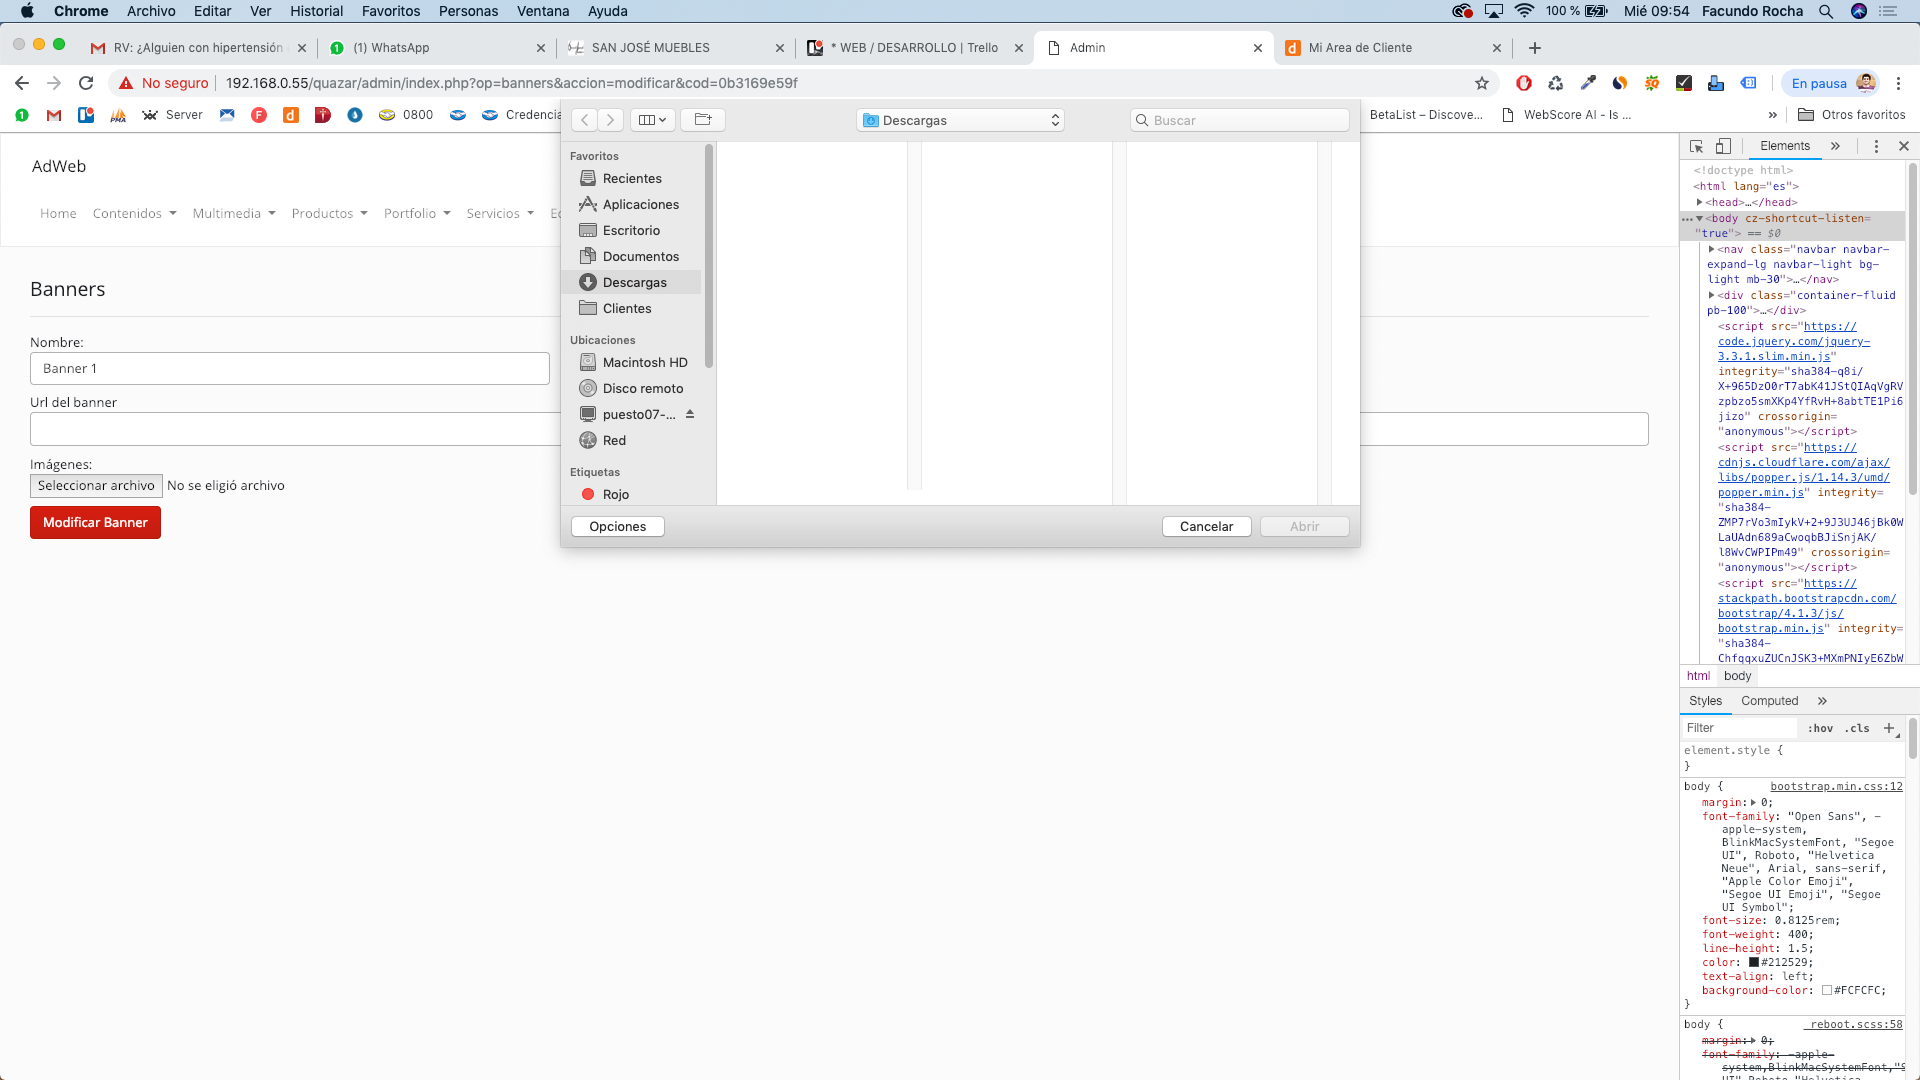 Chrome Archivo Editar Ver Historial Favoritos Personas Ventana Ayuda 100 % Mié 09:54 Facundo Rocha
RV: ¿Alguien con hipertensión
(1) WhatsApp
SAN JOSÉ MUEBLES
* WEB / DESARROLLO | Trello
Admin
Mi Area de Cliente
No seguro 192.168.0.55/quazar/admin/index.php?op=banners&accion=modificar&cod=0b3169e59f En pausa
Server 0800 Credencia BetaList – Discove... WebScore AI - Is ... » Otros favoritos
AdWeb
Home Contenidos Multimedia Productos Portfolio Servicios
Banners
Nombre:
Banner 1
Url del banner
Imágenes:
Seleccionar archivo No se eligió archivo
Modificar Banner
Descargas
Buscar
Favoritos
Recientes
Aplicaciones
Escritorio
Documentos
Descargas
Clientes
Ubicaciones
Macintosh HD
Disco remoto
puesto07-...
Red
Etiquetas
Rojo
Opciones Cancelar Abrir
Elements »
<!doctype html>
<html lang="es">
<head>…</head>
<body cz-shortcut-listen=
"true"> == $0
<nav class="navbar navbar-
expand-lg navbar-light bg-
light mb-30">…</nav>
<div class="container-fluid
pb-100">…</div>
<script src="https://
code.jquery.com/jquery-
3.3.1.slim.min.js"
integrity="sha384-q8i/
X+965DzO0rT7abK41JStQIAqVgRV
zpbzo5smXKp4YfRvH+8abtTE1Pi6
jizo" crossorigin=
"anonymous"></script>
<script src="https://
cdnjs.cloudflare.com/ajax/
libs/popper.js/1.14.3/umd/
popper.min.js" integrity=
"sha384-
ZMP7rVo3mIykV+2+9J3UJ46jBk0W
LaUAdn689aCwoqbBJiSnjAK/
l8WvCWPIPm49" crossorigin=
"anonymous"></script>
<script src="https://
stackpath.bootstrapcdn.com/
bootstrap/4.1.3/js/
bootstrap.min.js" integrity=
"sha384-
ChfqqxuZUCnJSK3+MXmPNIyE6ZbW
html body
Styles Computed »
Filter :hov .cls +
element.style {
}
body { bootstrap.min.css:12
margin: 0;
font-family: "Open Sans", -
apple-system,
BlinkMacSystemFont, "Segoe
UI", Roboto, "Helvetica
Neue", Arial, sans-serif,
"Apple Color Emoji",
"Segoe UI Emoji", "Segoe
UI Symbol";
font-size: 0.8125rem;
font-weight: 400;
line-height: 1.5;
color: #212529;
text-align: left;
background-color: #FCFCFC;
}
body { _reboot.scss:58
margin: 0;
font-family: -apple-
system,BlinkMacSystemFont,"S